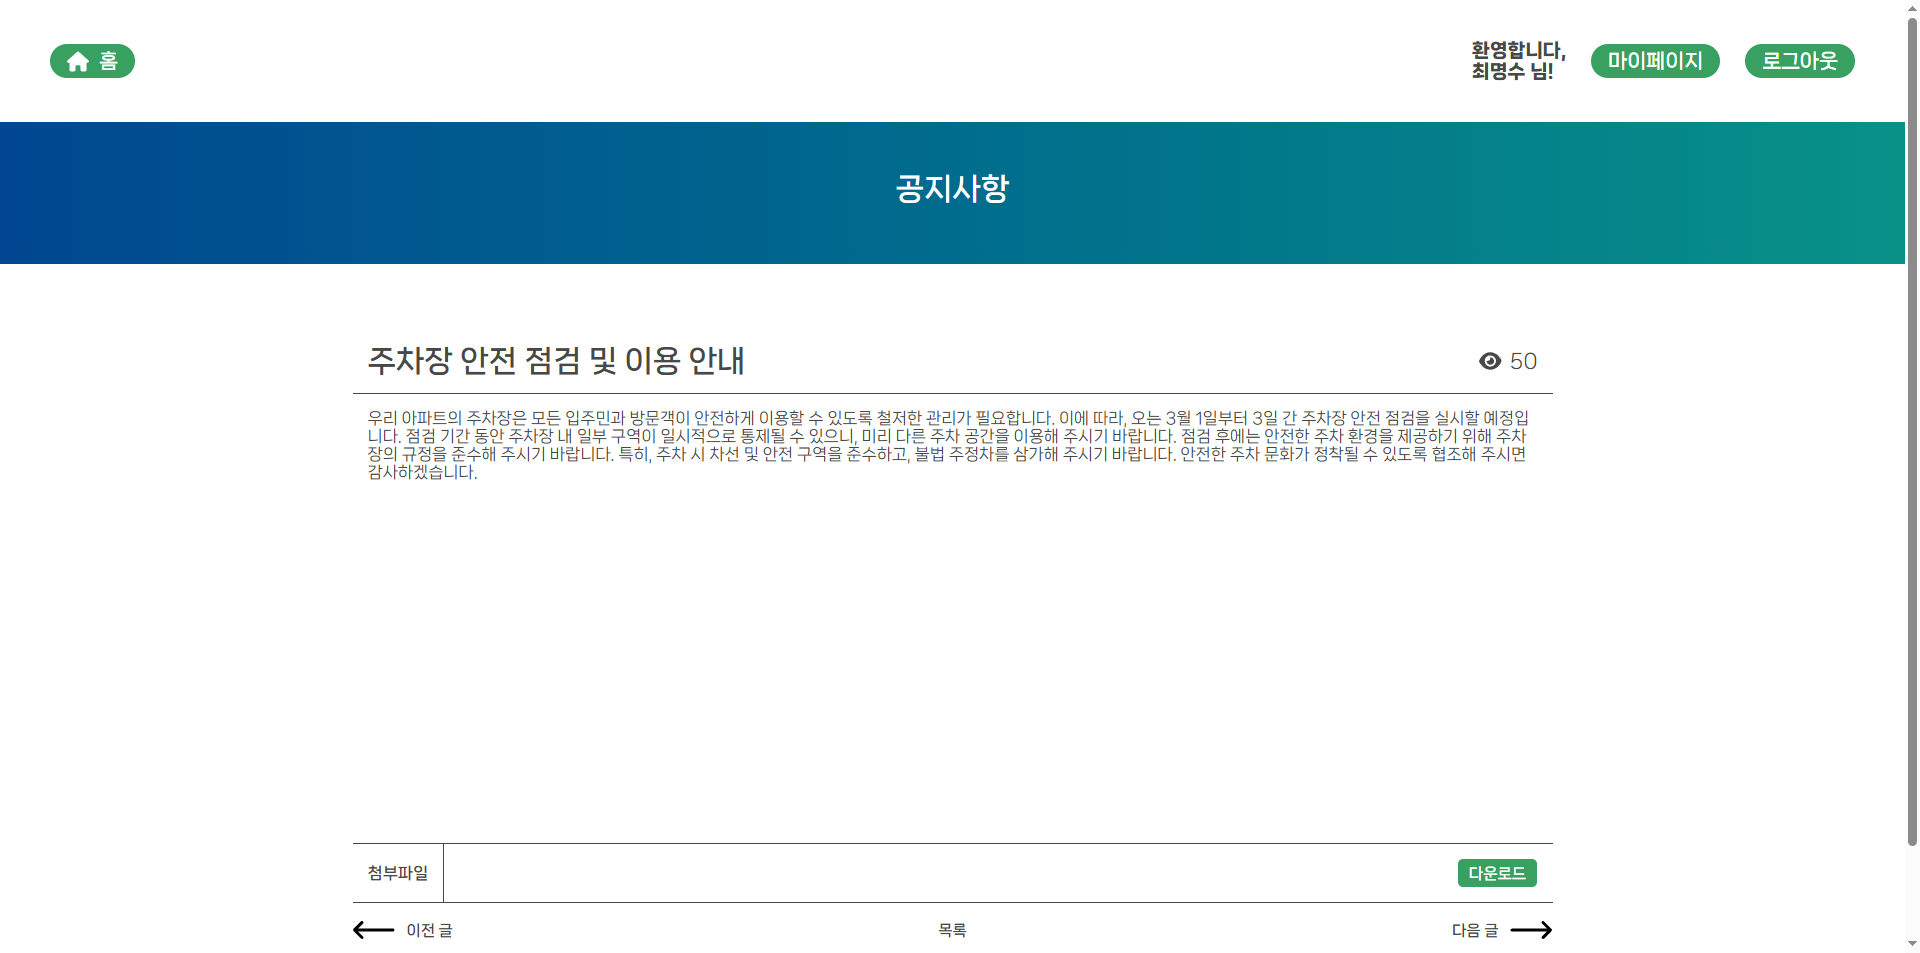 홈
환영합니다,
최명수 님!
마이페이지
로그아웃
공지사항
주차장 안전 점검 및 이용 안내
50
우리 아파트의 주차장은 모든 입주민과 방문객이 안전하게 이용할 수 있도록 철저한 관리가 필요합니다. 이에 따라, 오는 3월 1일부터 3일 간 주차장 안전 점검을 실시할 예정입
니다. 점검 기간 동안 주차장 내 일부 구역이 일시적으로 통제될 수 있으니, 미리 다른 주차 공간을 이용해 주시기 바랍니다. 점검 후에는 안전한 주차 환경을 제공하기 위해 주차
장의 규정을 준수해 주시기 바랍니다. 특히, 주차 시 차선 및 안전 구역을 준수하고, 불법 주정차를 삼가해 주시기 바랍니다. 안전한 주차 문화가 정착될 수 있도록 협조해 주시면
감사하겠습니다.
첨부파일
다운로드
이전 글
목록
다음 글